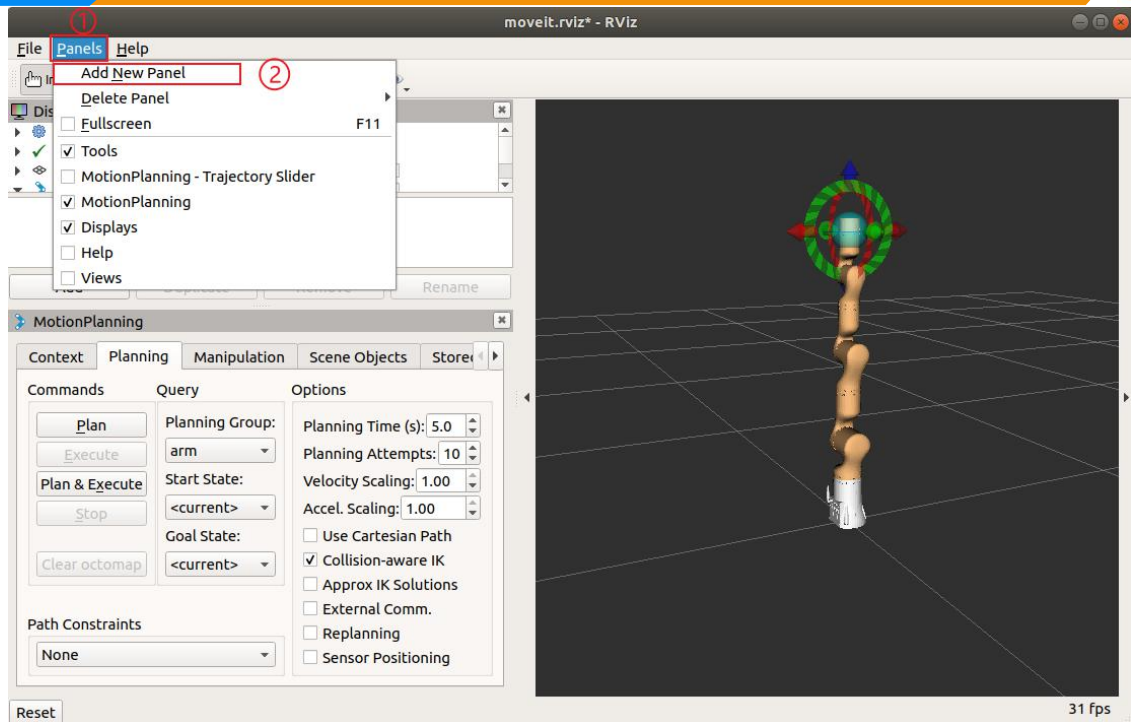 ①
moveit.rviz* - RViz
File Panels Help
Add New Panel
②
Delete Panel
Fullscreen F11
Tools
MotionPlanning - Trajectory Slider
MotionPlanning
Displays
Help
Views
Rename
MotionPlanning
Context Planning Manipulation Scene Objects
Commands Query Options
Plan Planning Group: Planning Time (s): 5.0
Execute arm Planning Attempts: 10
Plan & Execute Start State: Velocity Scaling: 1.00
Stop <current> Accel. Scaling: 1.00
Goal State: Use Cartesian Path
Clear octomap <current> Collision-aware IK
Approx IK Solutions
External Comm.
Path Constraints Replanning
None Sensor Positioning
Reset 31 fps